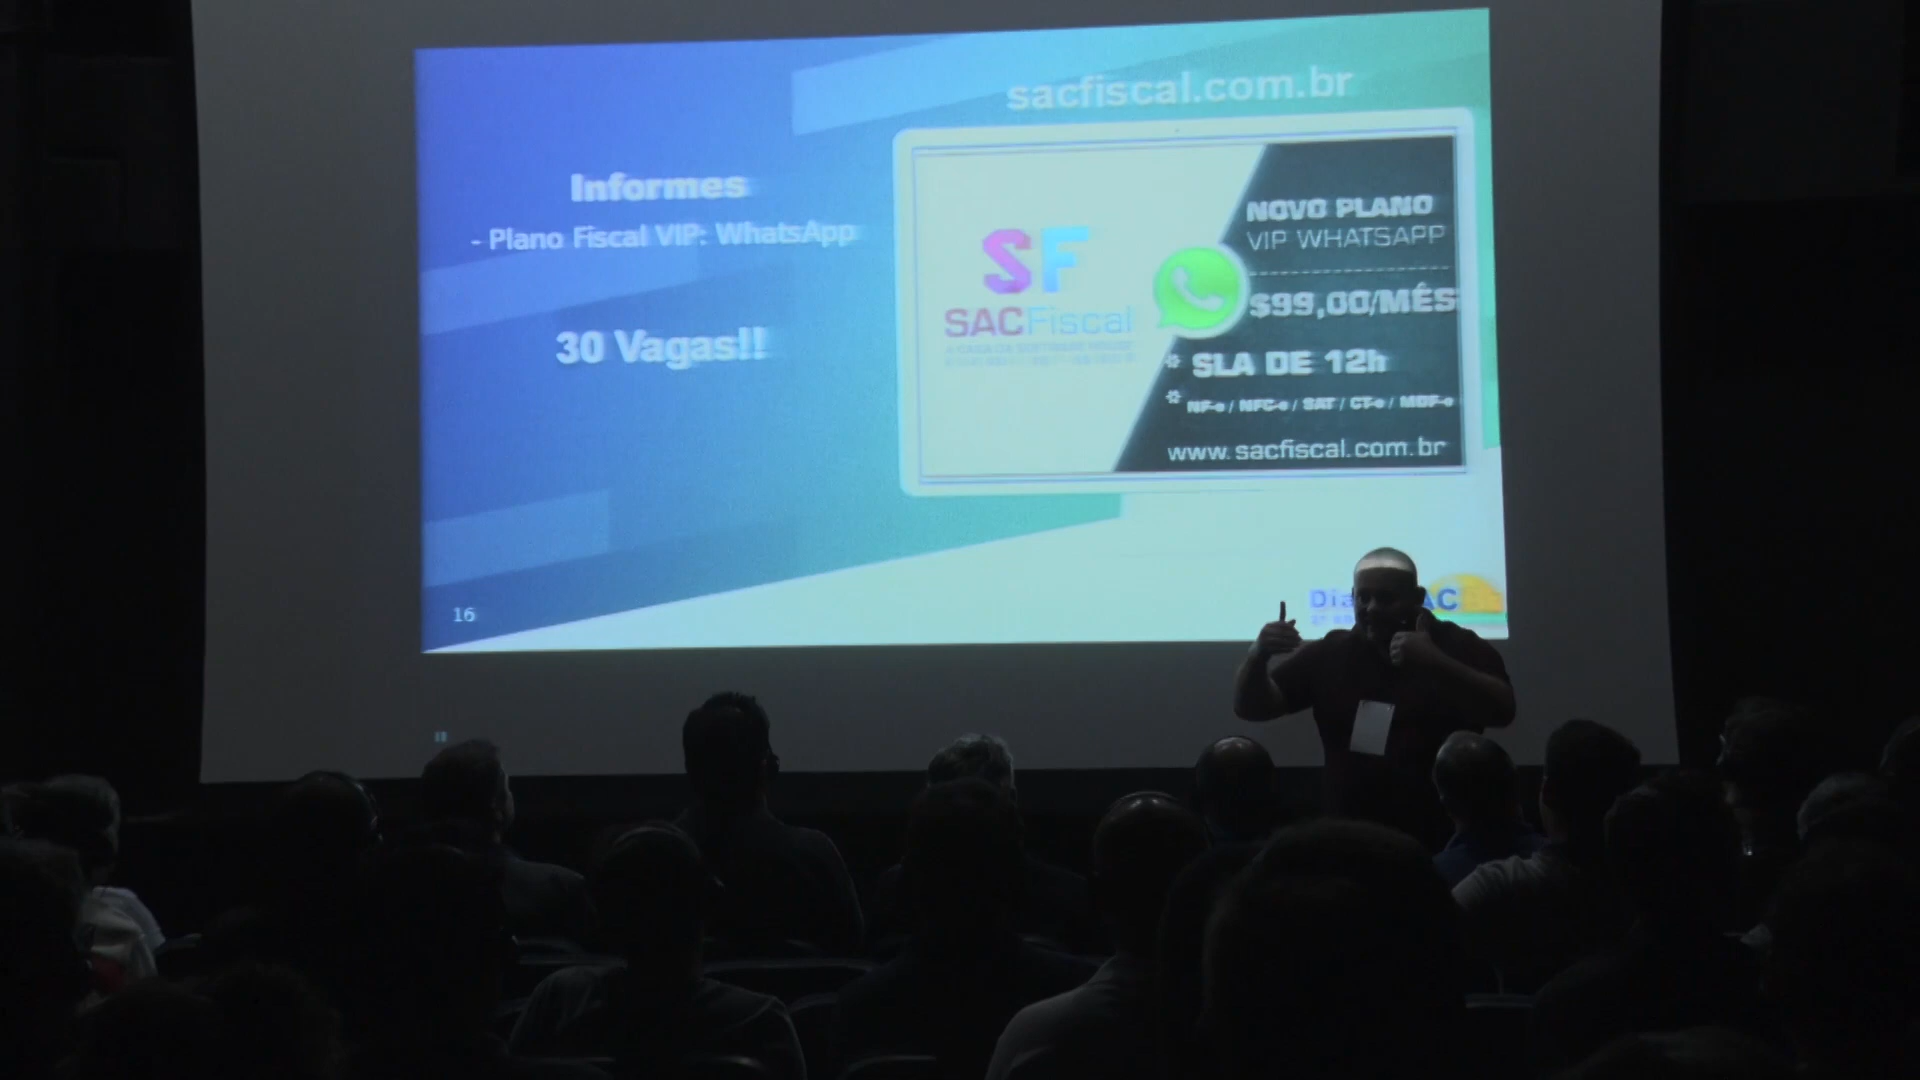 sacfiscal.com.br
Informes
- Plano Fiscal VIP: WhatsApp
30 Vagas!!
SF
SACFiscal
NOVO PLANO
VIP WHATSAPP
$99,00/MÊS
* SLA DE 12h
* NF-e / NFC-e / SAT / CT-e / MDF-e
www.sacfiscal.com.br
16